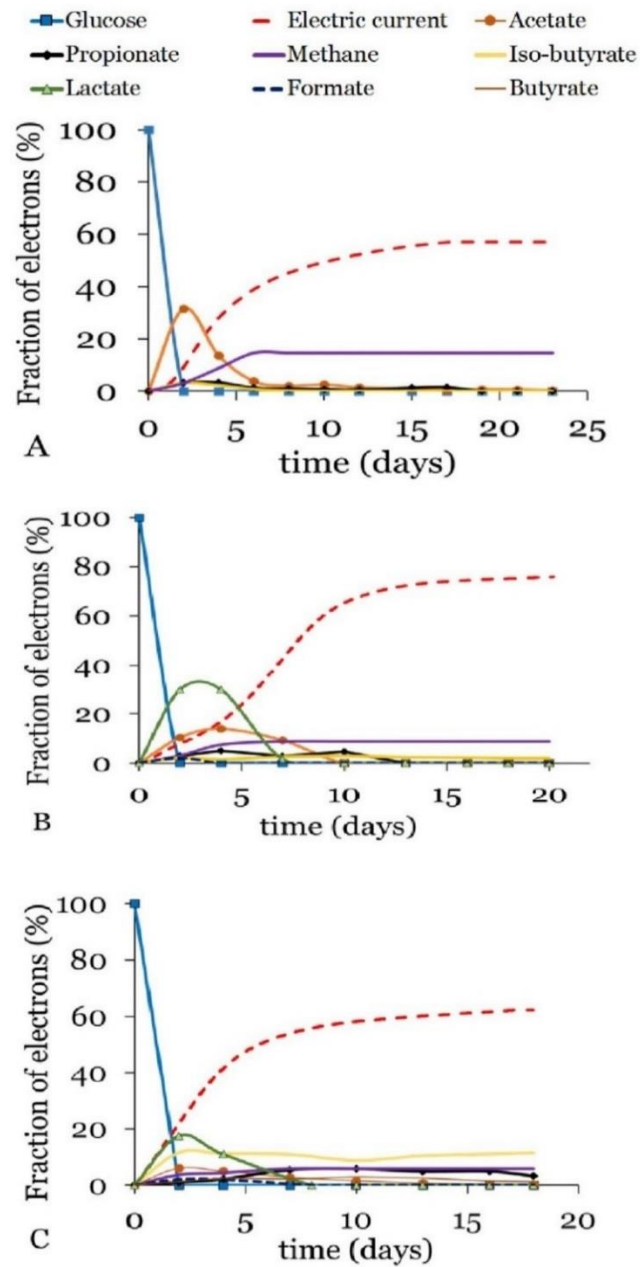 Glucose Electric current Acetate
Propionate Methane Iso-butyrate
Lactate Formate Butyrate
Fraction of electrons (%)
100
80
60
40
20
0
0 5 10 15 20 25
time (days)
A
Fraction of electrons (%)
100
80
60
40
20
0
0 5 10 15 20
time (days)
B
Fraction of electrons (%)
100
80
60
40
20
0
0 5 10 15 20
time (days)
C